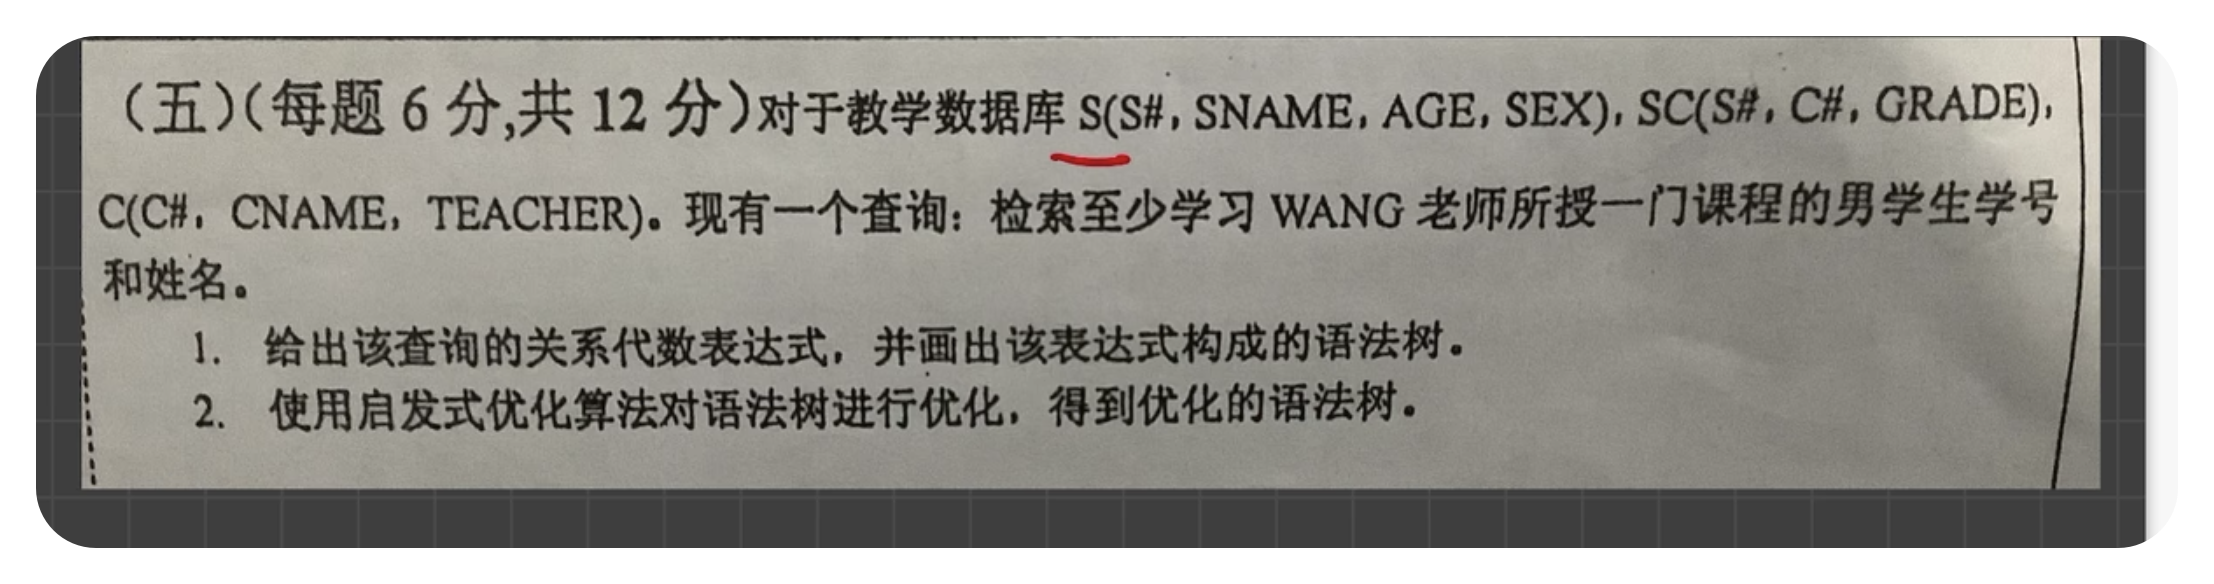 （五）（每题 6 分,共 12 分）对于教学数据库 S(S#，SNAME，AGE，SEX)，SC(S#，C#，GRADE)，
C(C#，CNAME，TEACHER)。现有一个查询：检索至少学习 WANG 老师所授一门课程的男学生学号
和姓名。
1. 给出该查询的关系代数表达式，并画出该表达式构成的语法树。
2. 使用启发式优化算法对语法树进行优化，得到优化的语法树。